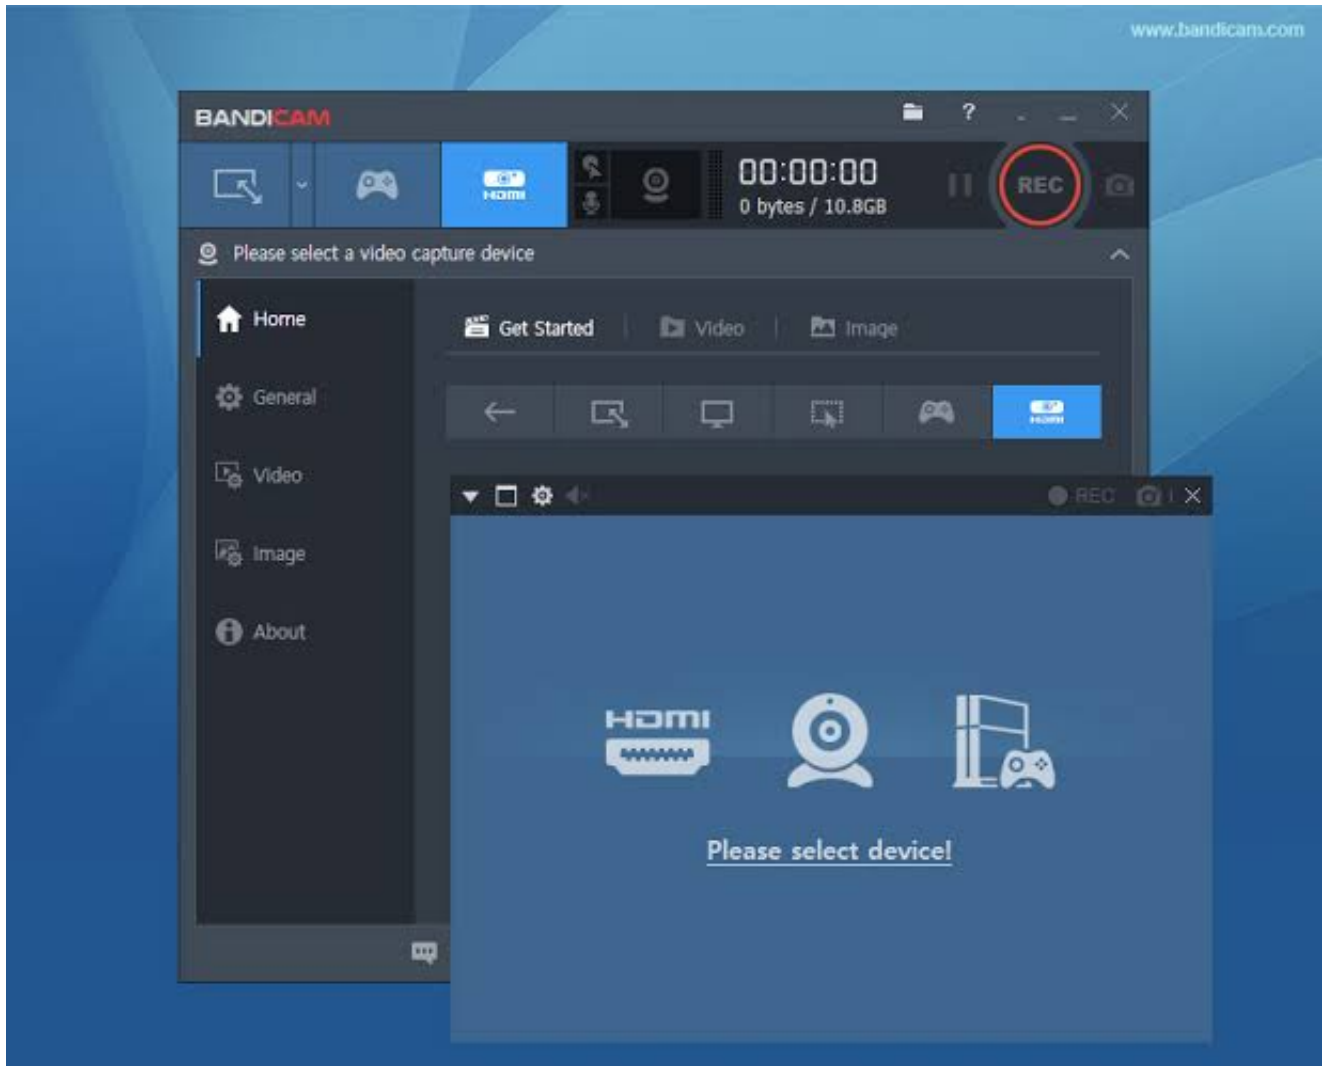 www.bandicam.com
BANDICAM
?
HDMI
00:00:00
0 bytes / 10.8GB
REC
Please select a video capture device
Home
Get Started
Video
Image
General
HDMI
Video
REC
Image
About
HDMI
Please select device!